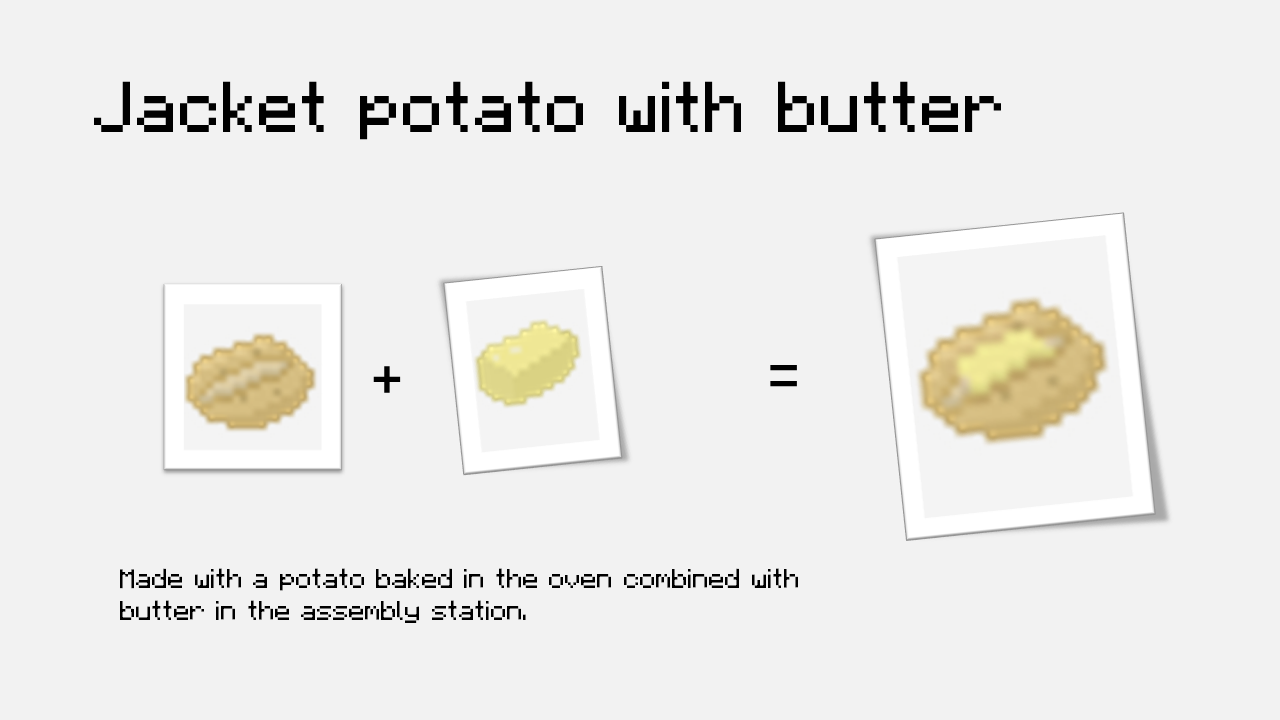 Jacket potato with butter
+ =
Made with a potato baked in the oven combined with
butter in the assembly station.